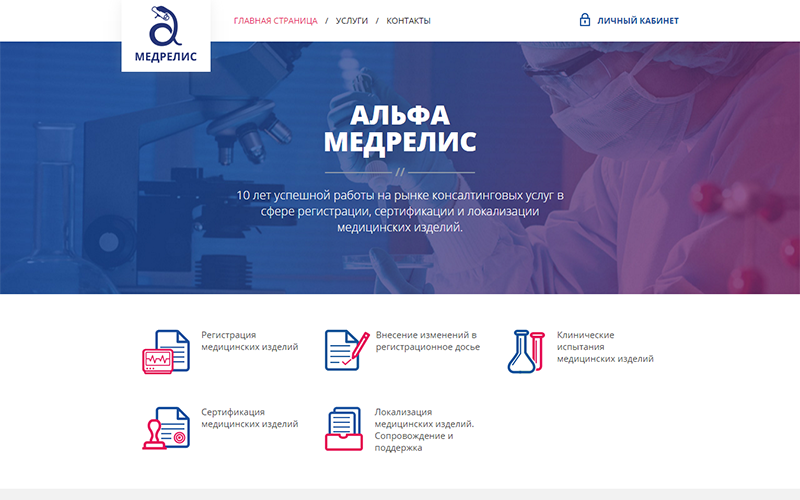 МЕДРЕЛИС
ГЛАВНАЯ СТРАНИЦА / УСЛУГИ / КОНТАКТЫ
ЛИЧНЫЙ КАБИНЕТ
АЛЬФА
МЕДРЕЛИС
//
10 лет успешной работы на рынке консалтинговых услуг в
сфере регистрации, сертификации и локализации
медицинских изделий.
Регистрация
медицинских изделий
Внесение изменений в
регистрационное досье
Клинические
испытания
медицинских изделий
Сертификация
медицинских изделий
Локализация
медицинских изделий.
Сопровождение и
поддержка